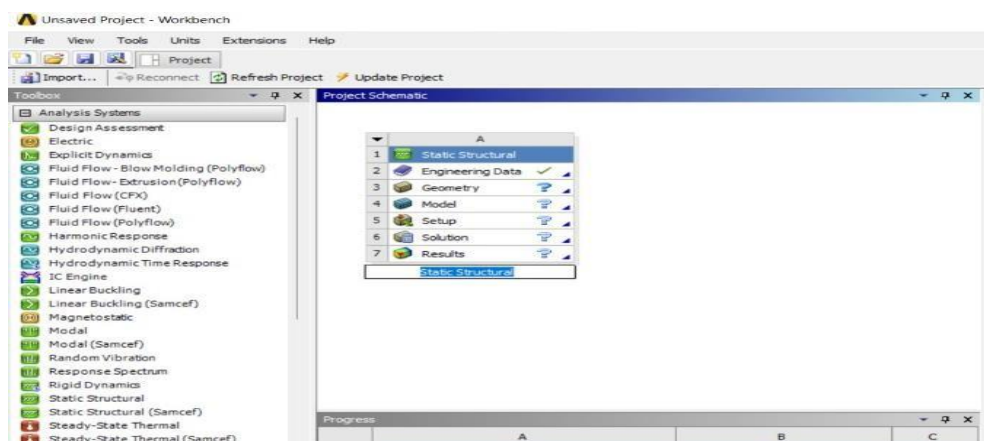 Unsaved Project - Workbench
File View Tools Units Extensions Help
Project
Import... Reconnect Refresh Project Update Project
Toolbox
Analysis Systems
Design Assessment
Electric
Explicit Dynamics
Fluid Flow - Blow Molding (Polyflow)
Fluid Flow - Extrusion (Polyflow)
Fluid Flow (CFX)
Fluid Flow (Fluent)
Fluid Flow (Polyflow)
Harmonic Response
Hydrodynamic Diffraction
Hydrodynamic Time Response
IC Engine
Linear Buckling
Linear Buckling (Samcef)
Magnetostatic
Modal
Modal (Samcef)
Random Vibration
Response Spectrum
Rigid Dynamics
Static Structural
Static Structural (Samcef)
Steady-State Thermal
Steady-State Thermal (Samcef)
Project Schematic
A
1 Static Structural
2 Engineering Data
3 Geometry ?
4 Model ?
5 Setup ?
6 Solution ?
7 Results ?
Static Structural
Progress
A B C